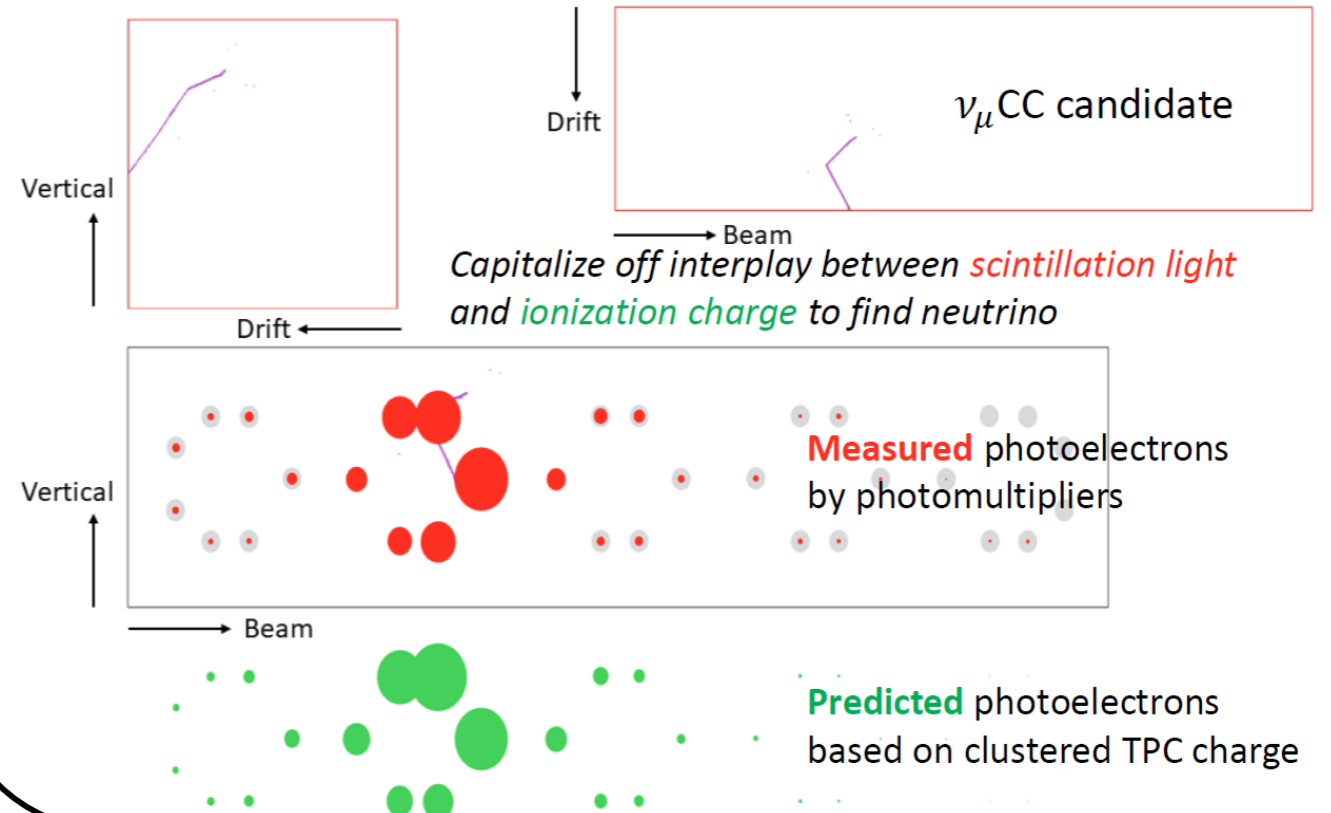 Drift
ν_μCC candidate
Vertical
Beam
Capitalize off interplay between scintillation light
and ionization charge to find neutrino
Drift
Measured photoelectrons
by photomultipliers
Vertical
Beam
Predicted photoelectrons
based on clustered TPC charge